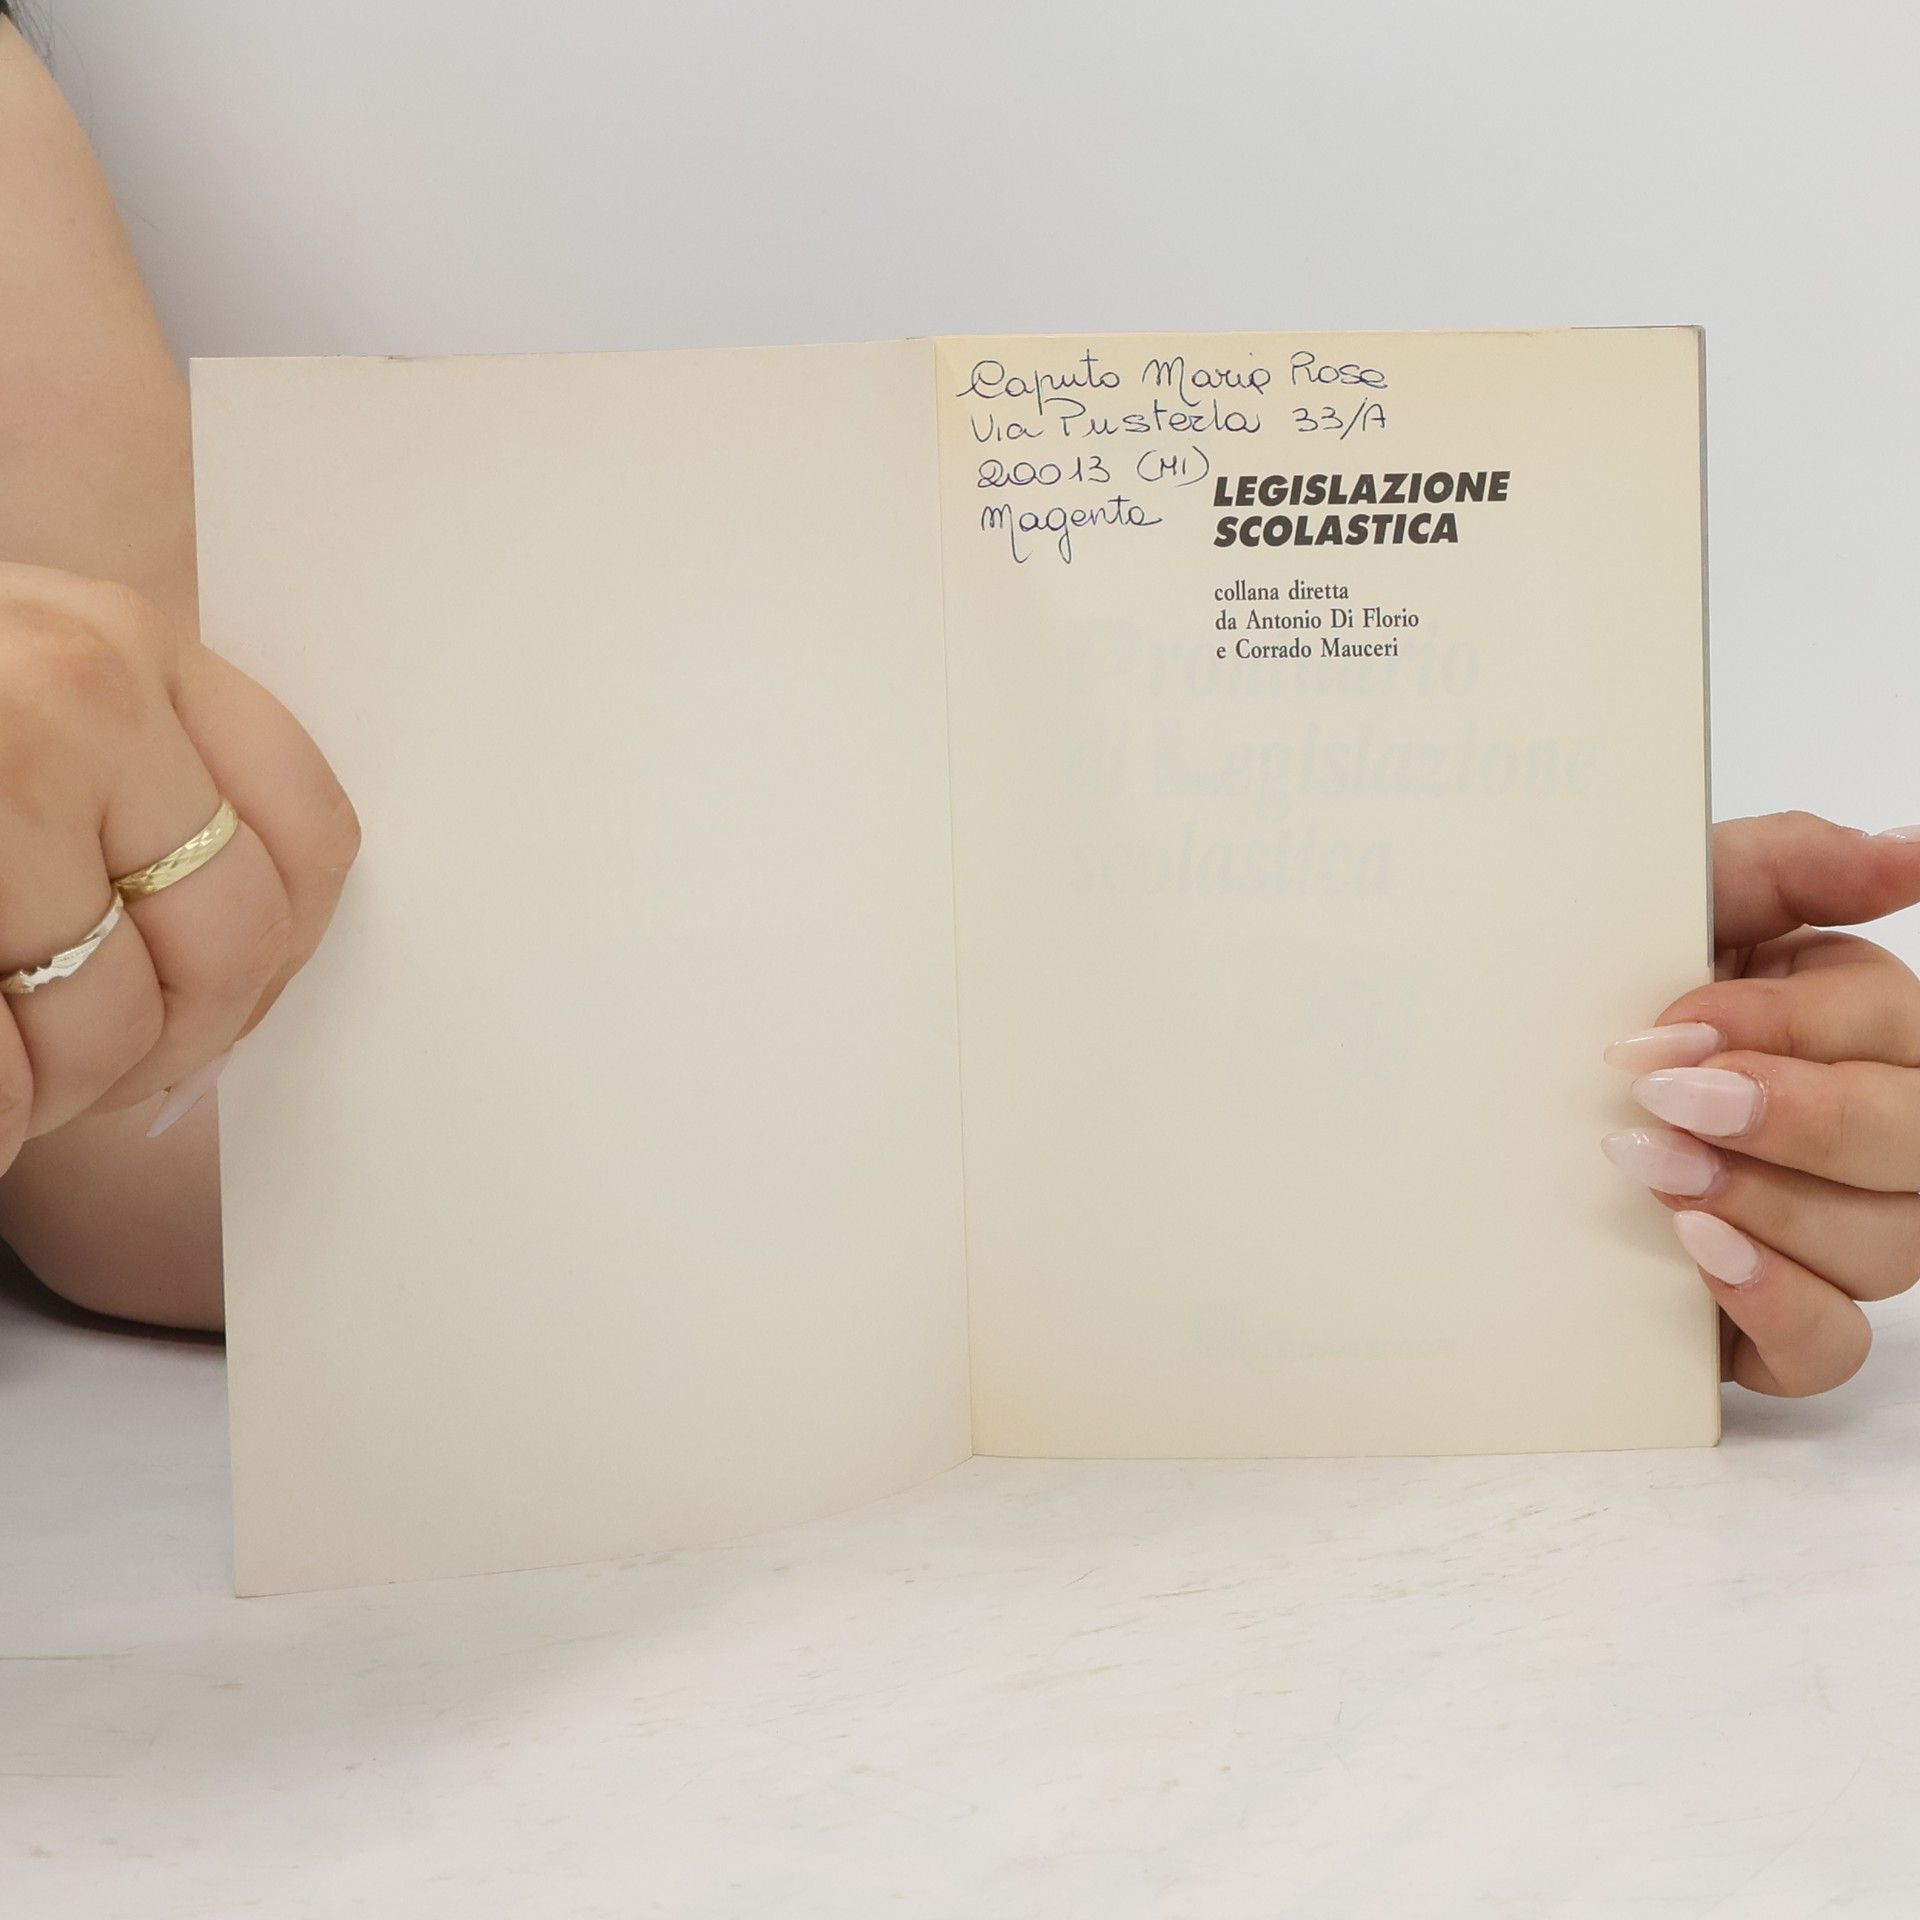 Caputo Maria Rosa
Via Pusterla 33/A
20013 (MI)
Magenta
LEGISLAZIONE
SCOLASTICA
collana diretta
da Antonio Di Florio
e Corrado Mauceri